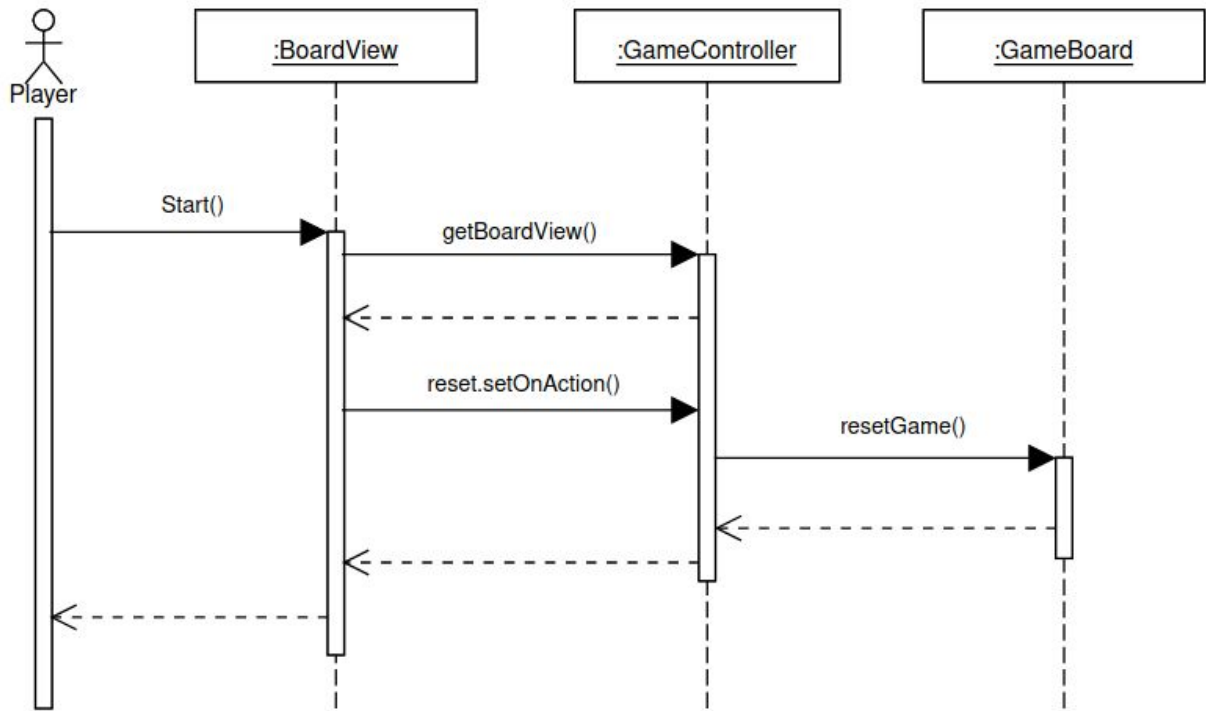 :BoardView
:GameController
:GameBoard
Player
Start()
getBoardView()
reset.setOnAction()
resetGame()